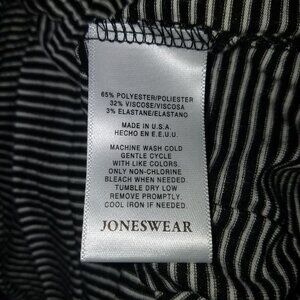 65% POLYESTER/POLIESTER
32% VISCOSE/VISCOSA
3% ELASTANE/ELASTANO
MADE IN U.S.A.
HECHO EN E.E.U.U.
MACHINE WASH COLD
GENTLE CYCLE
WITH LIKE COLORS.
ONLY NON-CHLORINE
BLEACH WHEN NEEDED.
TUMBLE DRY LOW
REMOVE PROMPTLY.
COOL IRON IF NEEDED.
JONESWEAR